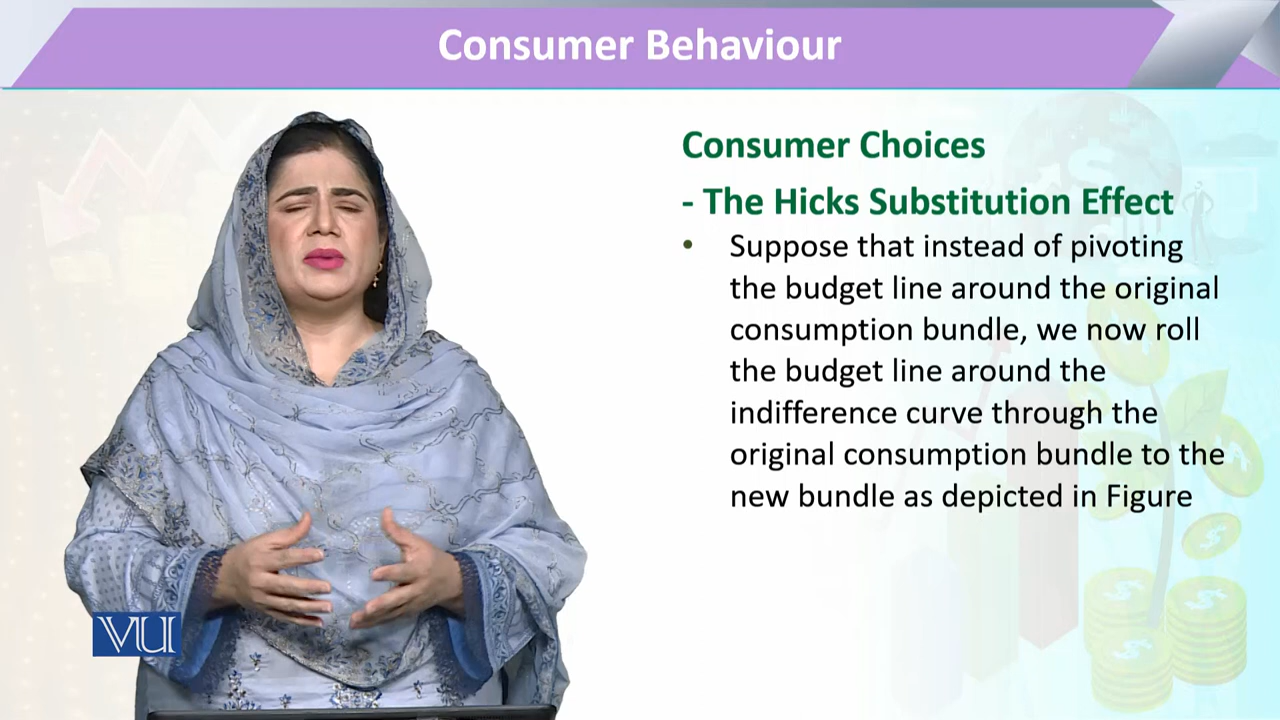 Consumer Behaviour
Consumer Choices
- The Hicks Substitution Effect
• Suppose that instead of pivoting
the budget line around the original
consumption bundle, we now roll
the budget line around the
indifference curve through the
original consumption bundle to the
new bundle as depicted in Figure
VU